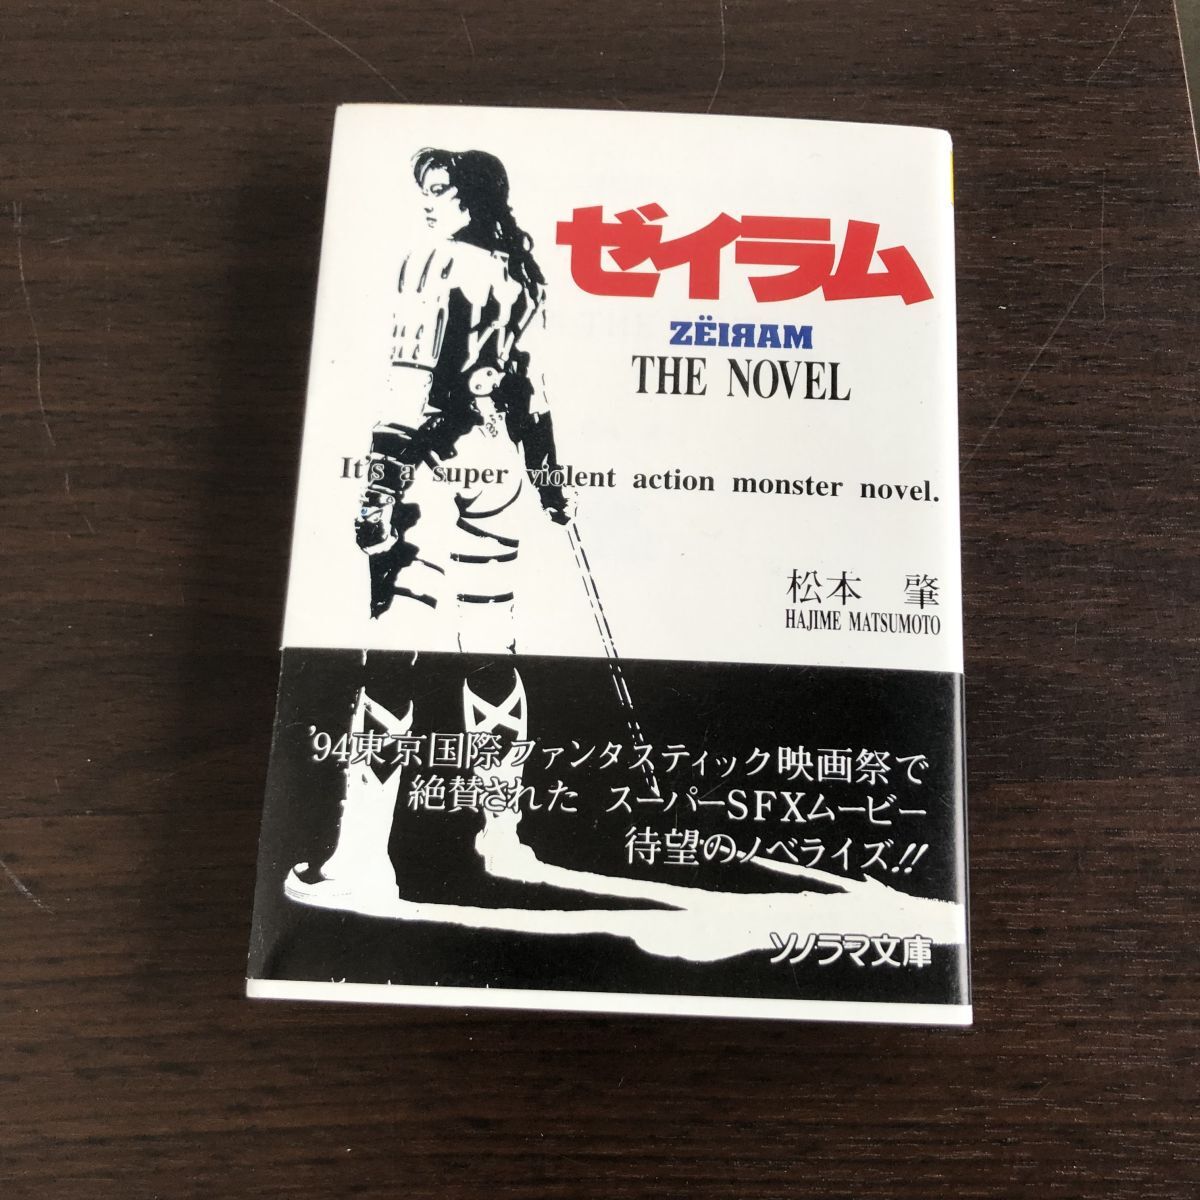 ゼイラム
ZЁIЯAM
THE NOVEL
It's a super violent action monster novel.
松本 肇
HAJIME MATSUMOTO
'94東京国際ファンタスティック映画祭で
絶賛された スーパーSFXムービー
待望のノベライズ!!
ソノラマ文庫